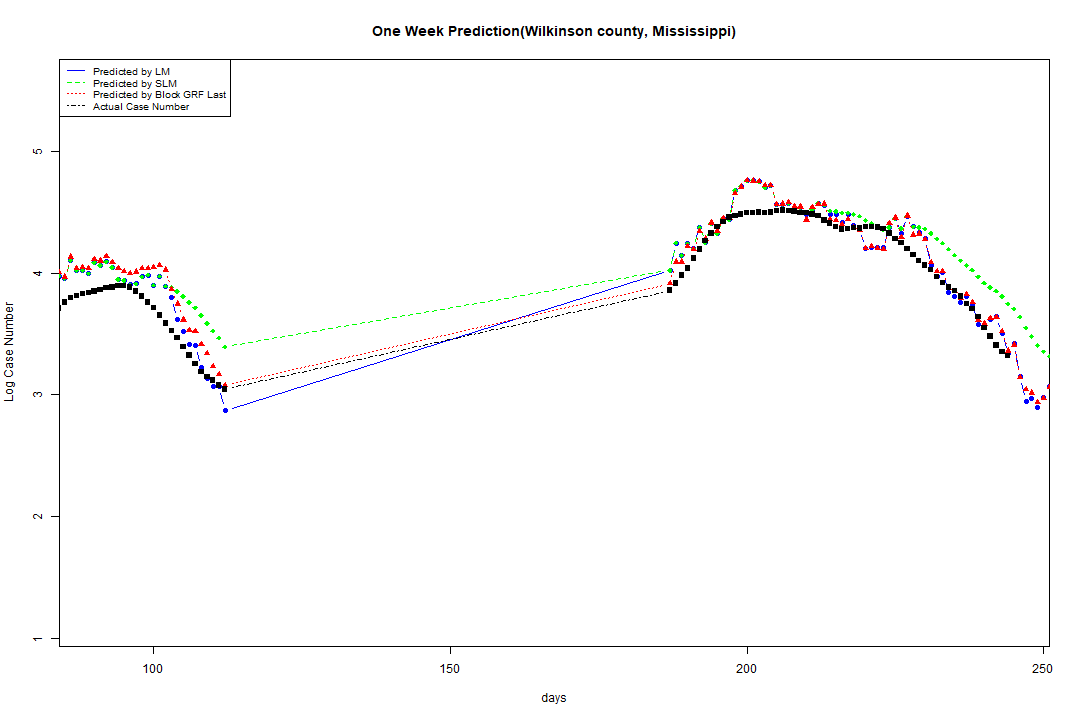 One Week Prediction(Wilkinson county, Mississippi)
Predicted by LM
Predicted by SLM
Predicted by Block GRF Last
Actual Case Number
5
4
3
2
1
Log Case Number
100 150 200 250
days